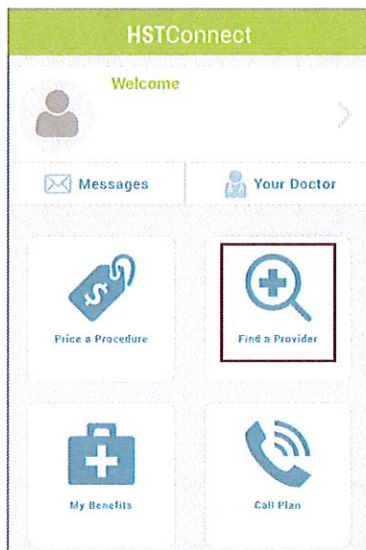 HSTConnect
Welcome
Messages
Your Doctor
Price a Procedure
Find a Provider
My Benefits
Call Plan